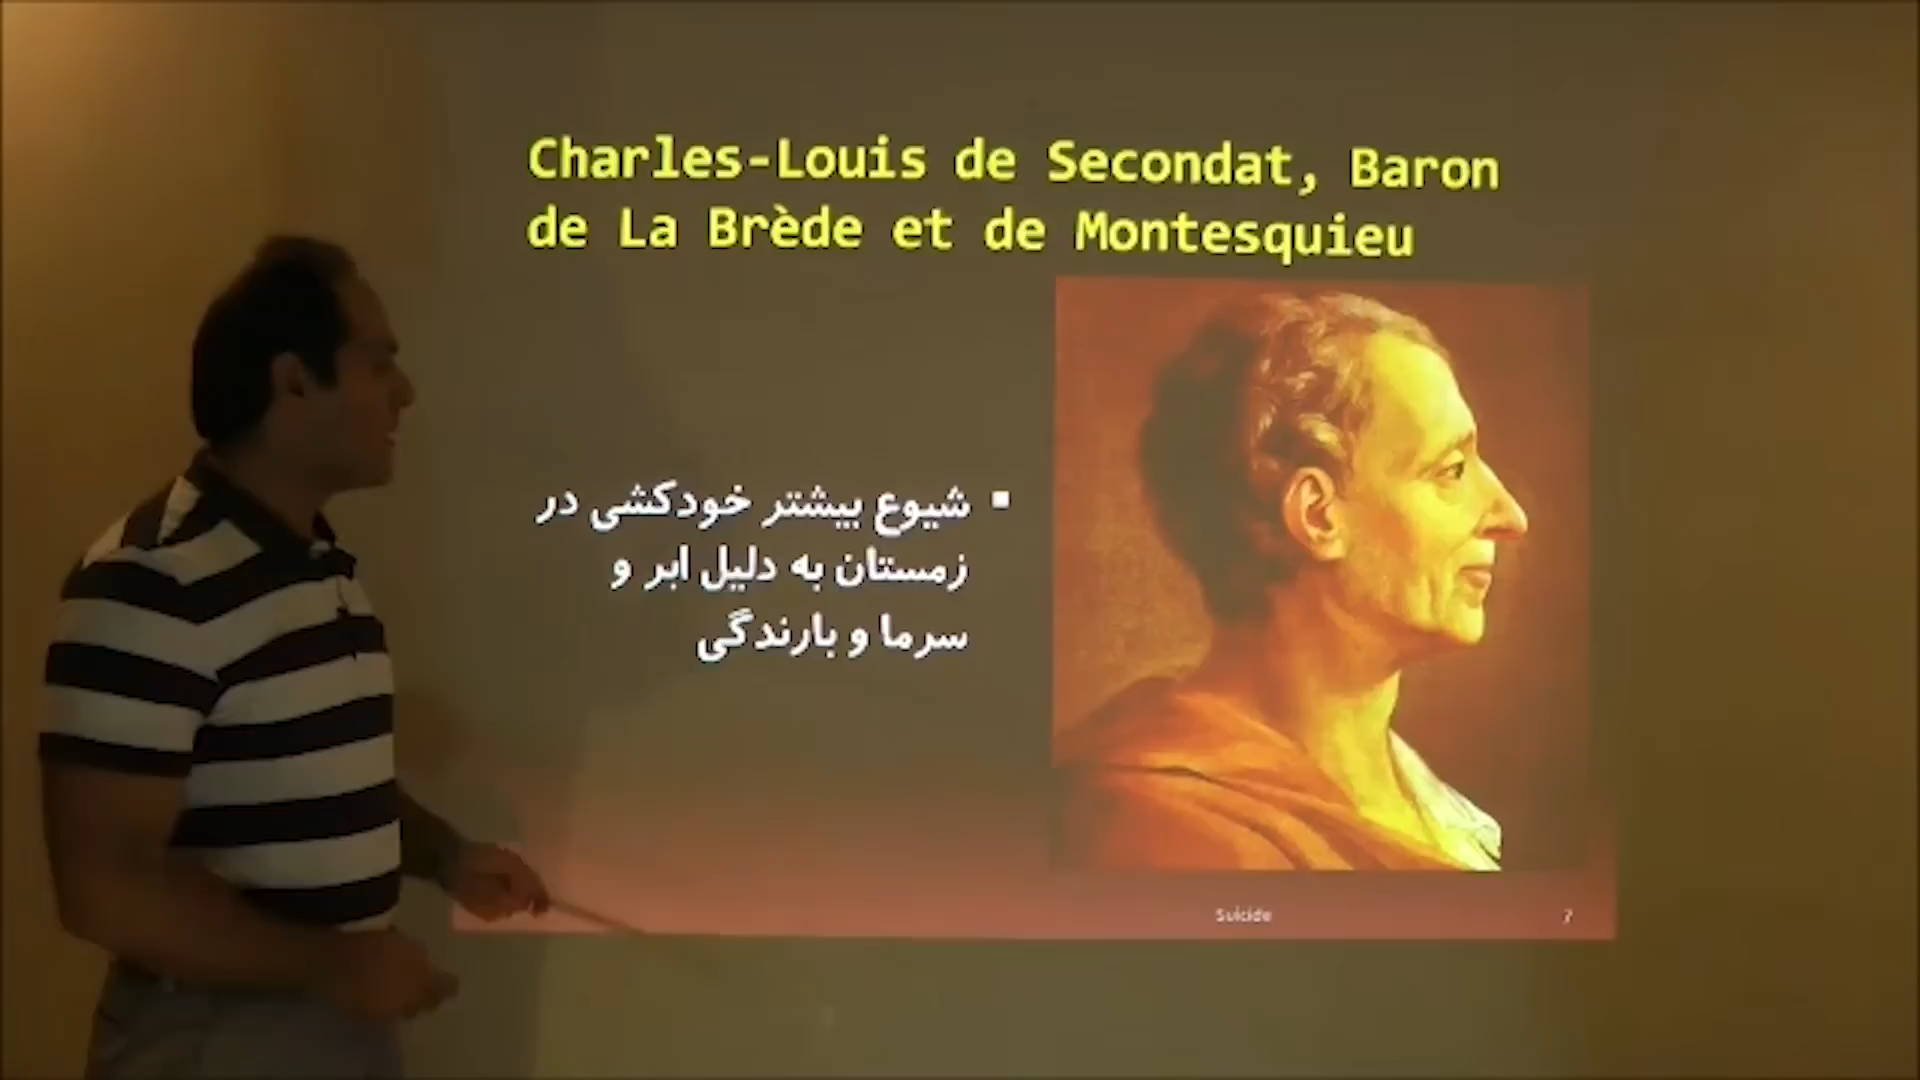 Charles-Louis de Secondat, Baron
de La Brède et de Montesquieu
▪ شیوع بیشتر خودکشی در
زمستان به دلیل ابر و
سرما و بارندگی
Suicide
7